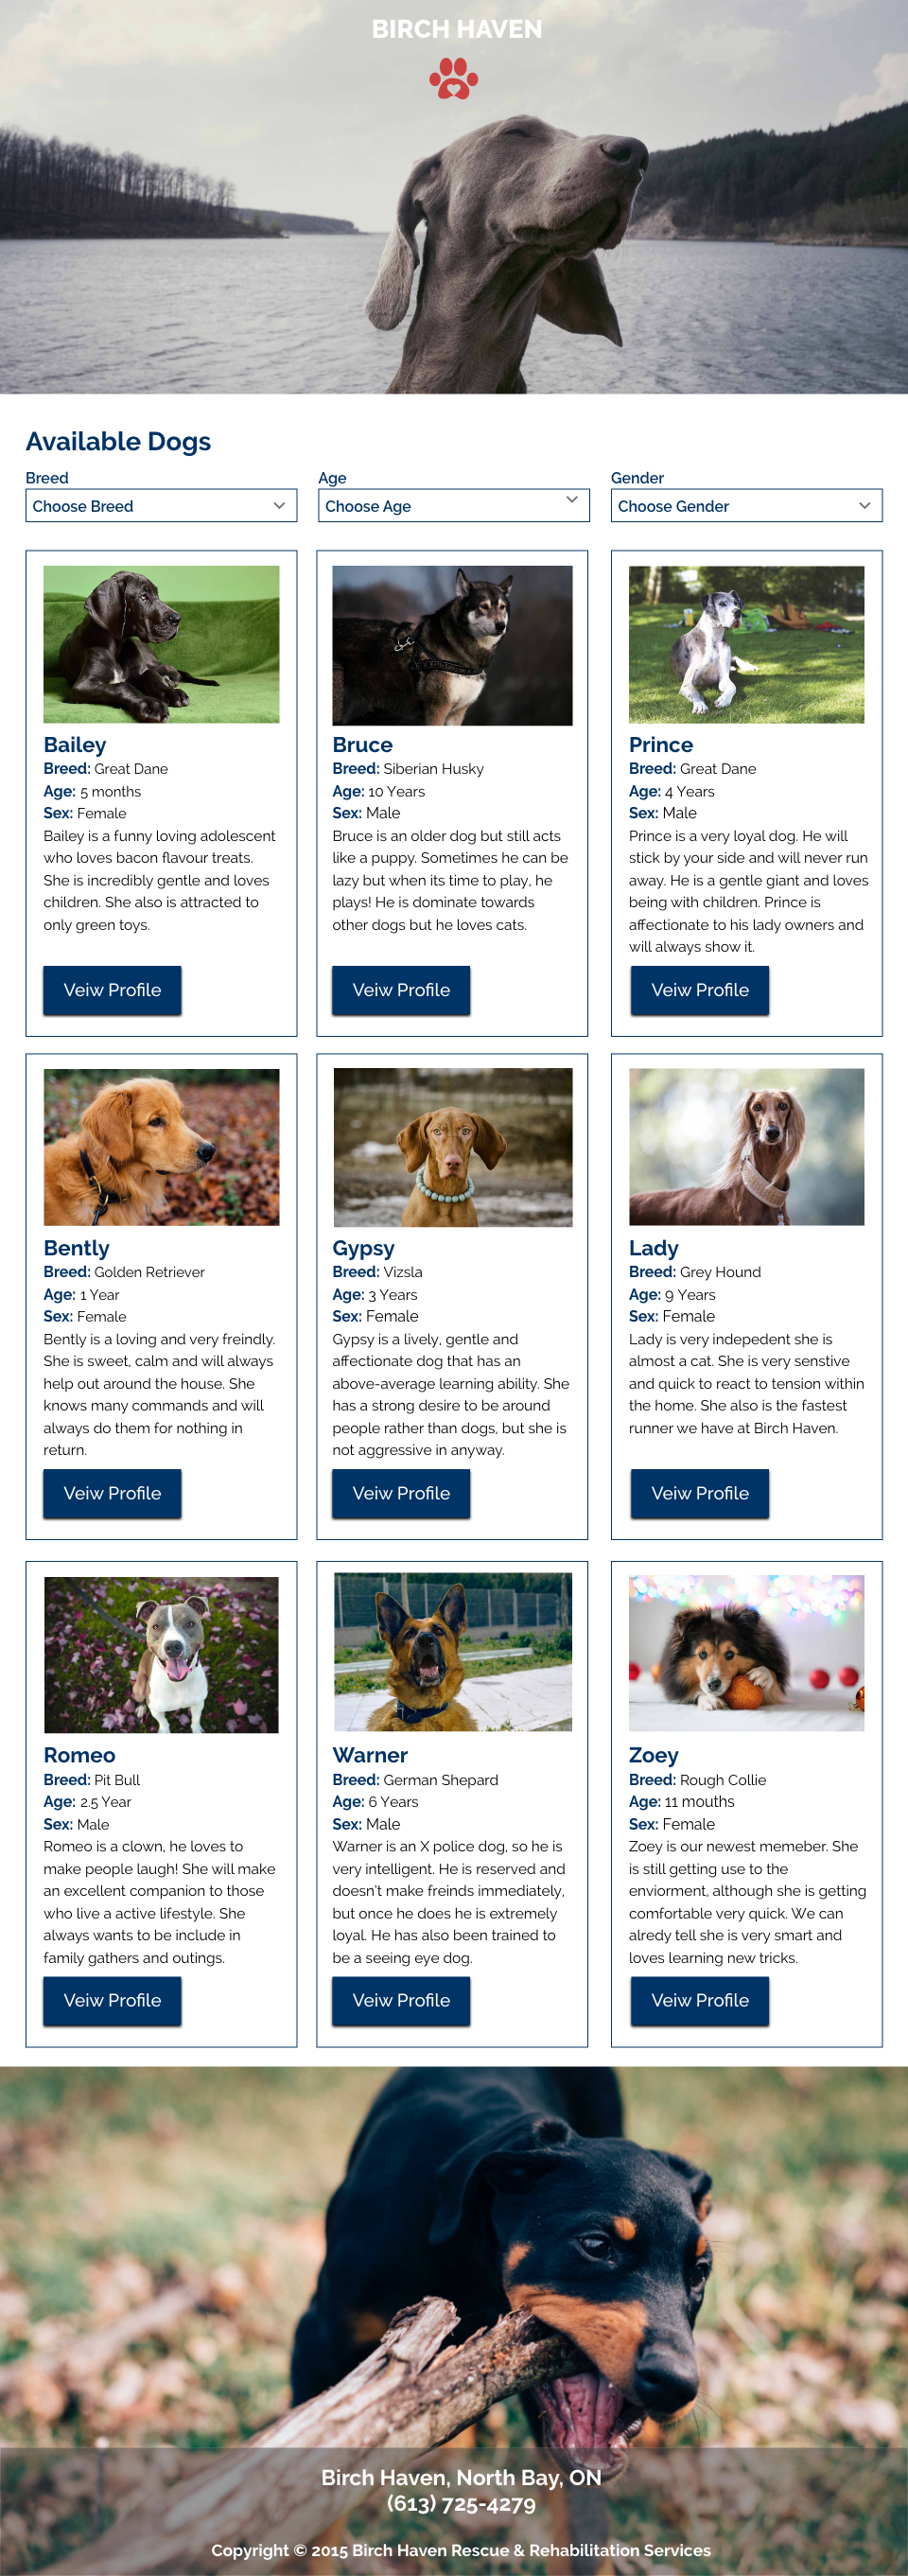 BIRCH HAVEN
Available Dogs
Breed
Choose Breed
Age
Choose Age
Gender
Choose Gender
Bailey
Breed: Great Dane
Age: 5 months
Sex: Female
Bailey is a funny loving adolescent
who loves bacon flavour treats.
She is incredibly gentle and loves
children. She also is attracted to
only green toys.
Veiw Profile
Bruce
Breed: Siberian Husky
Age: 10 Years
Sex: Male
Bruce is an older dog but still acts
like a puppy. Sometimes he can be
lazy but when its time to play, he
plays! He is dominate towards
other dogs but he loves cats.
Veiw Profile
Prince
Breed: Great Dane
Age: 4 Years
Sex: Male
Prince is a very loyal dog. He will
stick by your side and will never run
away. He is a gentle giant and loves
being with children. Prince is
affectionate to his lady owners and
will always show it.
Veiw Profile
Bently
Breed: Golden Retriever
Age: 1 Year
Sex: Female
Bently is a loving and very freindly.
She is sweet, calm and will always
help out around the house. She
knows many commands and will
always do them for nothing in
return.
Veiw Profile
Gypsy
Breed: Vizsla
Age: 3 Years
Sex: Female
Gypsy is a lively, gentle and
affectionate dog that has an
above-average learning ability. She
has a strong desire to be around
people rather than dogs, but she is
not aggressive in anyway.
Veiw Profile
Lady
Breed: Grey Hound
Age: 9 Years
Sex: Female
Lady is very indepedent she is
almost a cat. She is very senstive
and quick to react to tension within
the home. She also is the fastest
runner we have at Birch Haven.
Veiw Profile
Romeo
Breed: Pit Bull
Age: 2.5 Year
Sex: Male
Romeo is a clown, he loves to
make people laugh! She will make
an excellent companion to those
who live a active lifestyle. She
always wants to be include in
family gathers and outings.
Veiw Profile
Warner
Breed: German Shepard
Age: 6 Years
Sex: Male
Warner is an X police dog, so he is
very intelligent. He is reserved and
doesn't make freinds immediately,
but once he does he is extremely
loyal. He has also been trained to
be a seeing eye dog.
Veiw Profile
Zoey
Breed: Rough Collie
Age: 11 mouths
Sex: Female
Zoey is our newest memeber. She
is still getting use to the
enviorment, although she is getting
comfortable very quick. We can
alredy tell she is very smart and
loves learning new tricks.
Veiw Profile
Birch Haven, North Bay, ON
(613) 725-4279
Copyright © 2015 Birch Haven Rescue & Rehabilitation Services